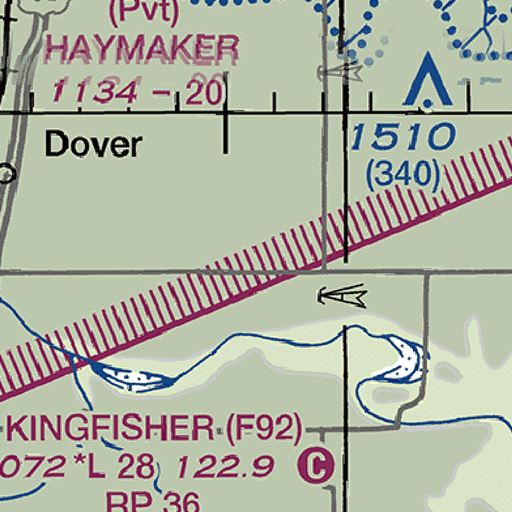 (Pvt)
HAYMAKER
1134 - 20
Dover
1510
(340)
KINGFISHER (F92)
072 *L 28 122.9 C
RP 36